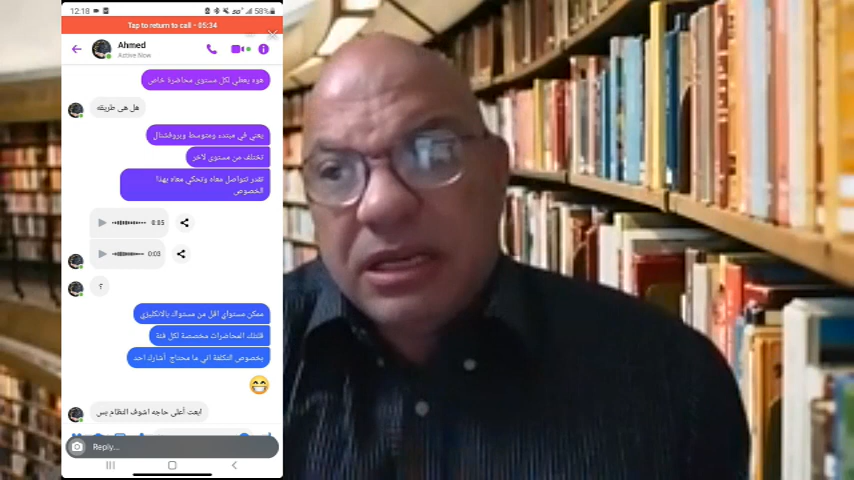 12:18
58%
Tap to return to call - 05:34
Ahmed
Active Now
هوه يعطي لكل مستوى محاضرة خاص
هل هى طريقه
يعني في مبتدء ومتوسط وبروفشنال
تختلف من مستوى لاخر
تقدر تتواصل معاه وتحكي معاه بهذا
الخصوص
0:05
0:03
؟
ممكن مستواي اقل من مستواك بالانكليزي
قلتلك المحاضرات مخصصة لكل فئة
بخصوص التكلفة اني ما محتاج أشارك احد
ابعت أعلى حاجه اشوف النظام بس
Reply...